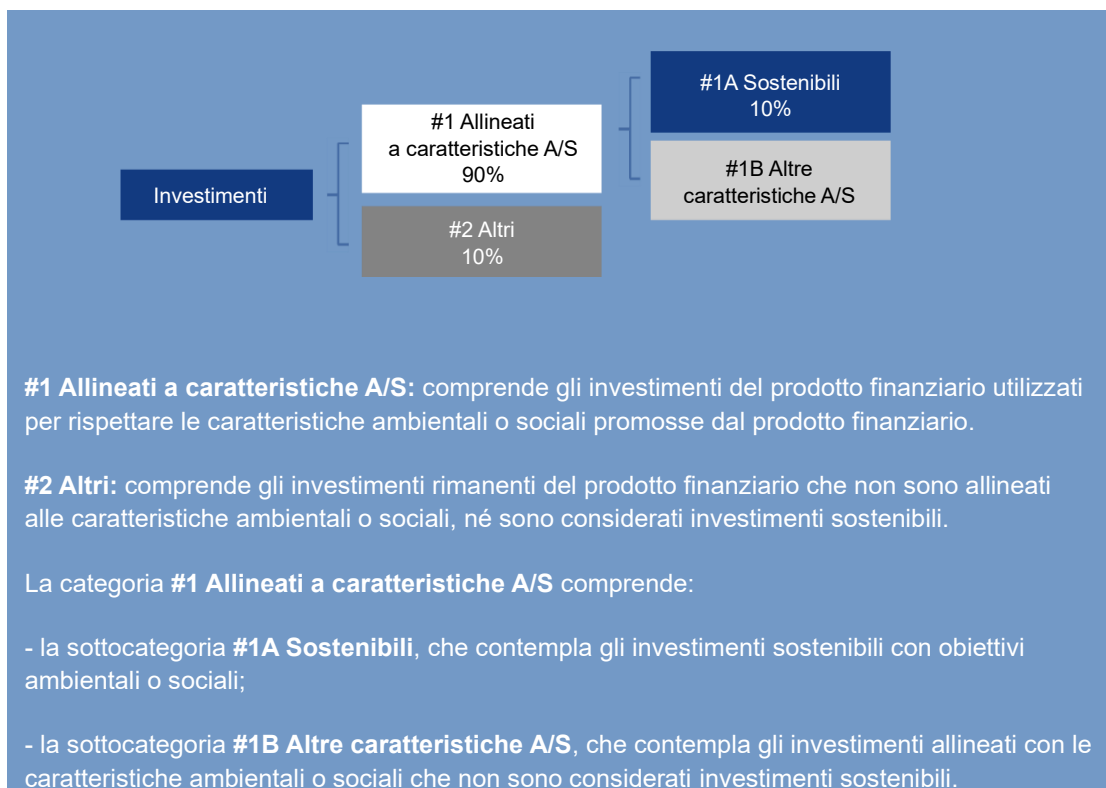 #1A Sostenibili
10%
#1 Allineati
a caratteristiche A/S
90%
#1B Altre
caratteristiche A/S
Investimenti
#2 Altri
10%
#1 Allineati a caratteristiche A/S: comprende gli investimenti del prodotto finanziario utilizzati
per rispettare le caratteristiche ambientali o sociali promosse dal prodotto finanziario.
#2 Altri: comprende gli investimenti rimanenti del prodotto finanziario che non sono allineati
alle caratteristiche ambientali o sociali, né sono considerati investimenti sostenibili.
La categoria #1 Allineati a caratteristiche A/S comprende:
- la sottocategoria #1A Sostenibili, che contempla gli investimenti sostenibili con obiettivi
ambientali o sociali;
- la sottocategoria #1B Altre caratteristiche A/S, che contempla gli investimenti allineati con le
caratteristiche ambientali o sociali che non sono considerati investimenti sostenibili.